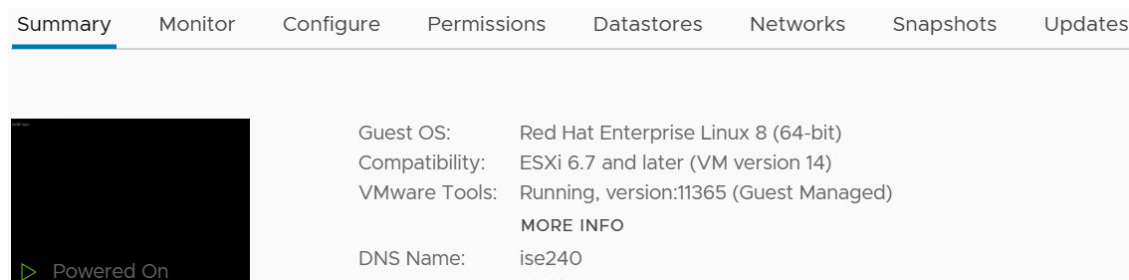 Summary Monitor Configure Permissions Datastores Networks Snapshots Updates
Guest OS: Red Hat Enterprise Linux 8 (64-bit)
Compatibility: ESXi 6.7 and later (VM version 14)
VMware Tools: Running, version:11365 (Guest Managed)
MORE INFO
DNS Name: ise240
Powered On